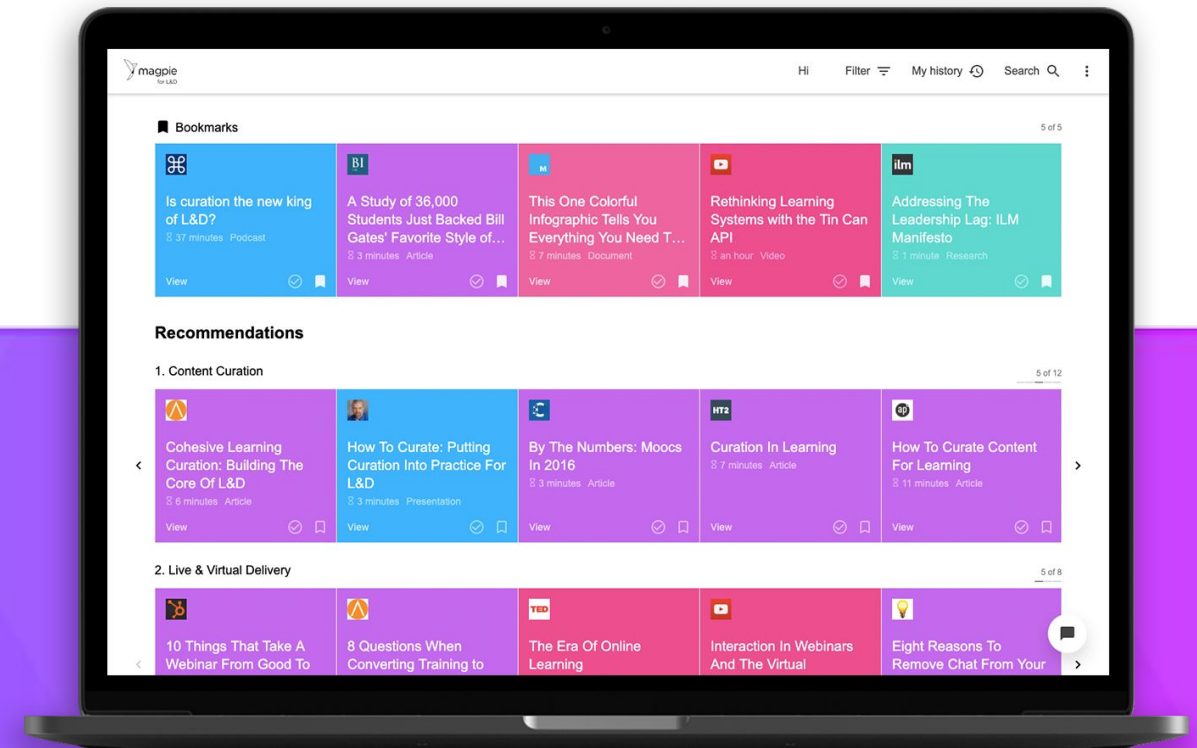 magpie
for L&D
Hi
Filter
My history
Search
Bookmarks
5 of 5
BI
M
ilm
Is curation the new king
of L&D?
37 minutes Podcast
View
A Study of 36,000
Students Just Backed Bill
Gates' Favorite Style of...
3 minutes Article
View
This One Colorful
Infographic Tells You
Everything You Need T...
7 minutes Document
View
Rethinking Learning
Systems with the Tin Can
API
an hour Video
View
Addressing The
Leadership Lag: ILM
Manifesto
1 minute Research
View
Recommendations
1. Content Curation
5 of 12
HT2
ap
Cohesive Learning
Curation: Building The
Core Of L&D
6 minutes Article
View
How To Curate: Putting
Curation Into Practice For
L&D
3 minutes Presentation
View
By The Numbers: Moocs
In 2016
3 minutes Article
View
Curation In Learning
7 minutes Article
View
How To Curate Content
For Learning
11 minutes Article
View
2. Live & Virtual Delivery
5 of 8
TED
10 Things That Take A
Webinar From Good To
8 Questions When
Converting Training to
The Era Of Online
Learning
Interaction In Webinars
And The Virtual
Eight Reasons To
Remove Chat From Your